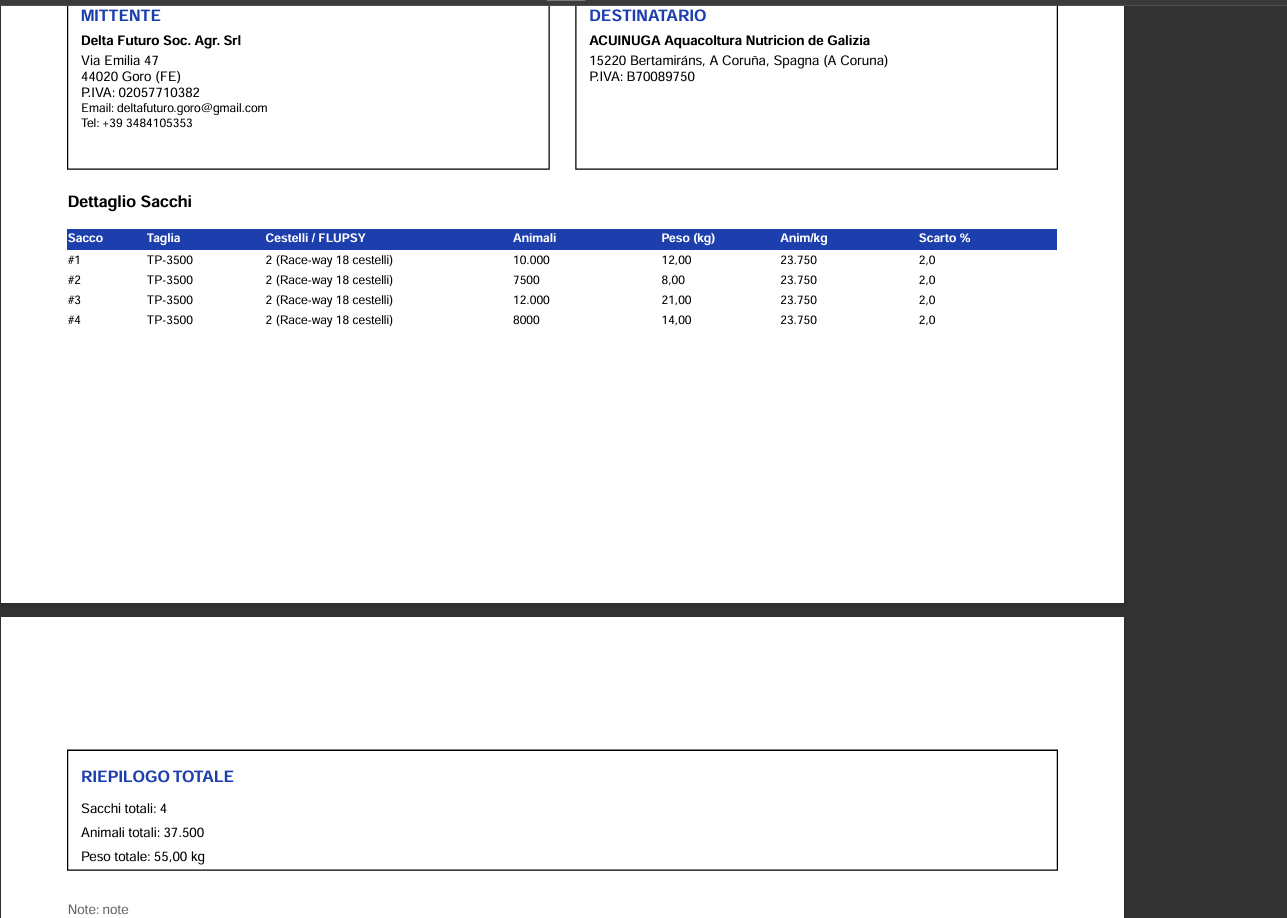 MITTENTE
Delta Futuro Soc. Agr. Srl
Via Emilia 47
44020 Goro (FE)
P.IVA: 02057710382
Email: deltafuturo.goro@gmail.com
Tel: +39 3484105353
DESTINATARIO
ACUINUGA Aquacoltura Nutricion de Galizia
15220 Bertamiráns, A Coruña, Spagna (A Coruna)
P.IVA: B70089750
Dettaglio Sacchi
Sacco Taglia Cestelli / FLUPSY Animali Peso (kg) Anim/kg Scarto %
#1 TP-3500 2 (Race-way 18 cestelli) 10.000 12,00 23.750 2,0
#2 TP-3500 2 (Race-way 18 cestelli) 7500 8,00 23.750 2,0
#3 TP-3500 2 (Race-way 18 cestelli) 12.000 21,00 23.750 2,0
#4 TP-3500 2 (Race-way 18 cestelli) 8000 14,00 23.750 2,0
RIEPILOGO TOTALE
Sacchi totali: 4
Animali totali: 37.500
Peso totale: 55,00 kg
Note: note